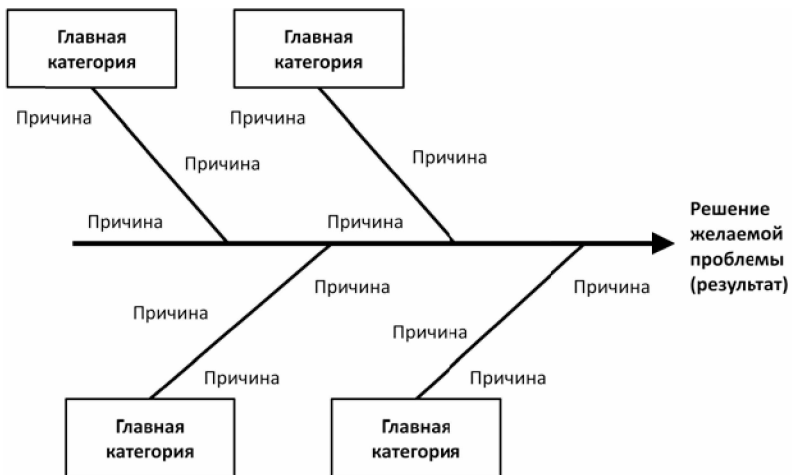 Главная
категория
Главная
категория
Причина
Причина
Причина
Причина
Причина
Причина
Решение
желаемой
проблемы
(результат)
Причина
Причина
Причина
Причина
Причина
Причина
Главная
категория
Главная
категория